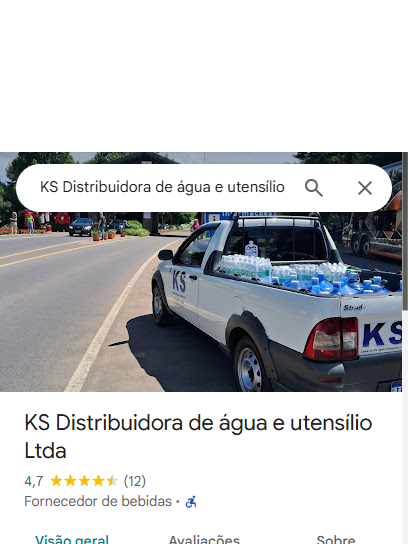 KS Distribuidora de água e utensílio
Informações
KS
Strada
KS
KS Distribuidora de água e utensílio
Ltda
4,7
(12)
Fornecedor de bebidas ·
Visão geral
Avaliações
Sobre